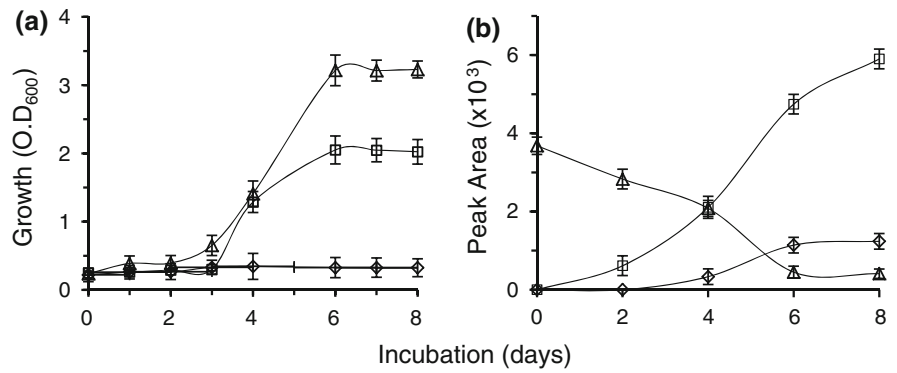 (a)
Growth (O.D₆₀₀)
4
3
2
1
0
0 2 4 6 8
(b)
Peak Area (x10³)
6
4
2
0
0 2 4 6 8
Incubation (days)